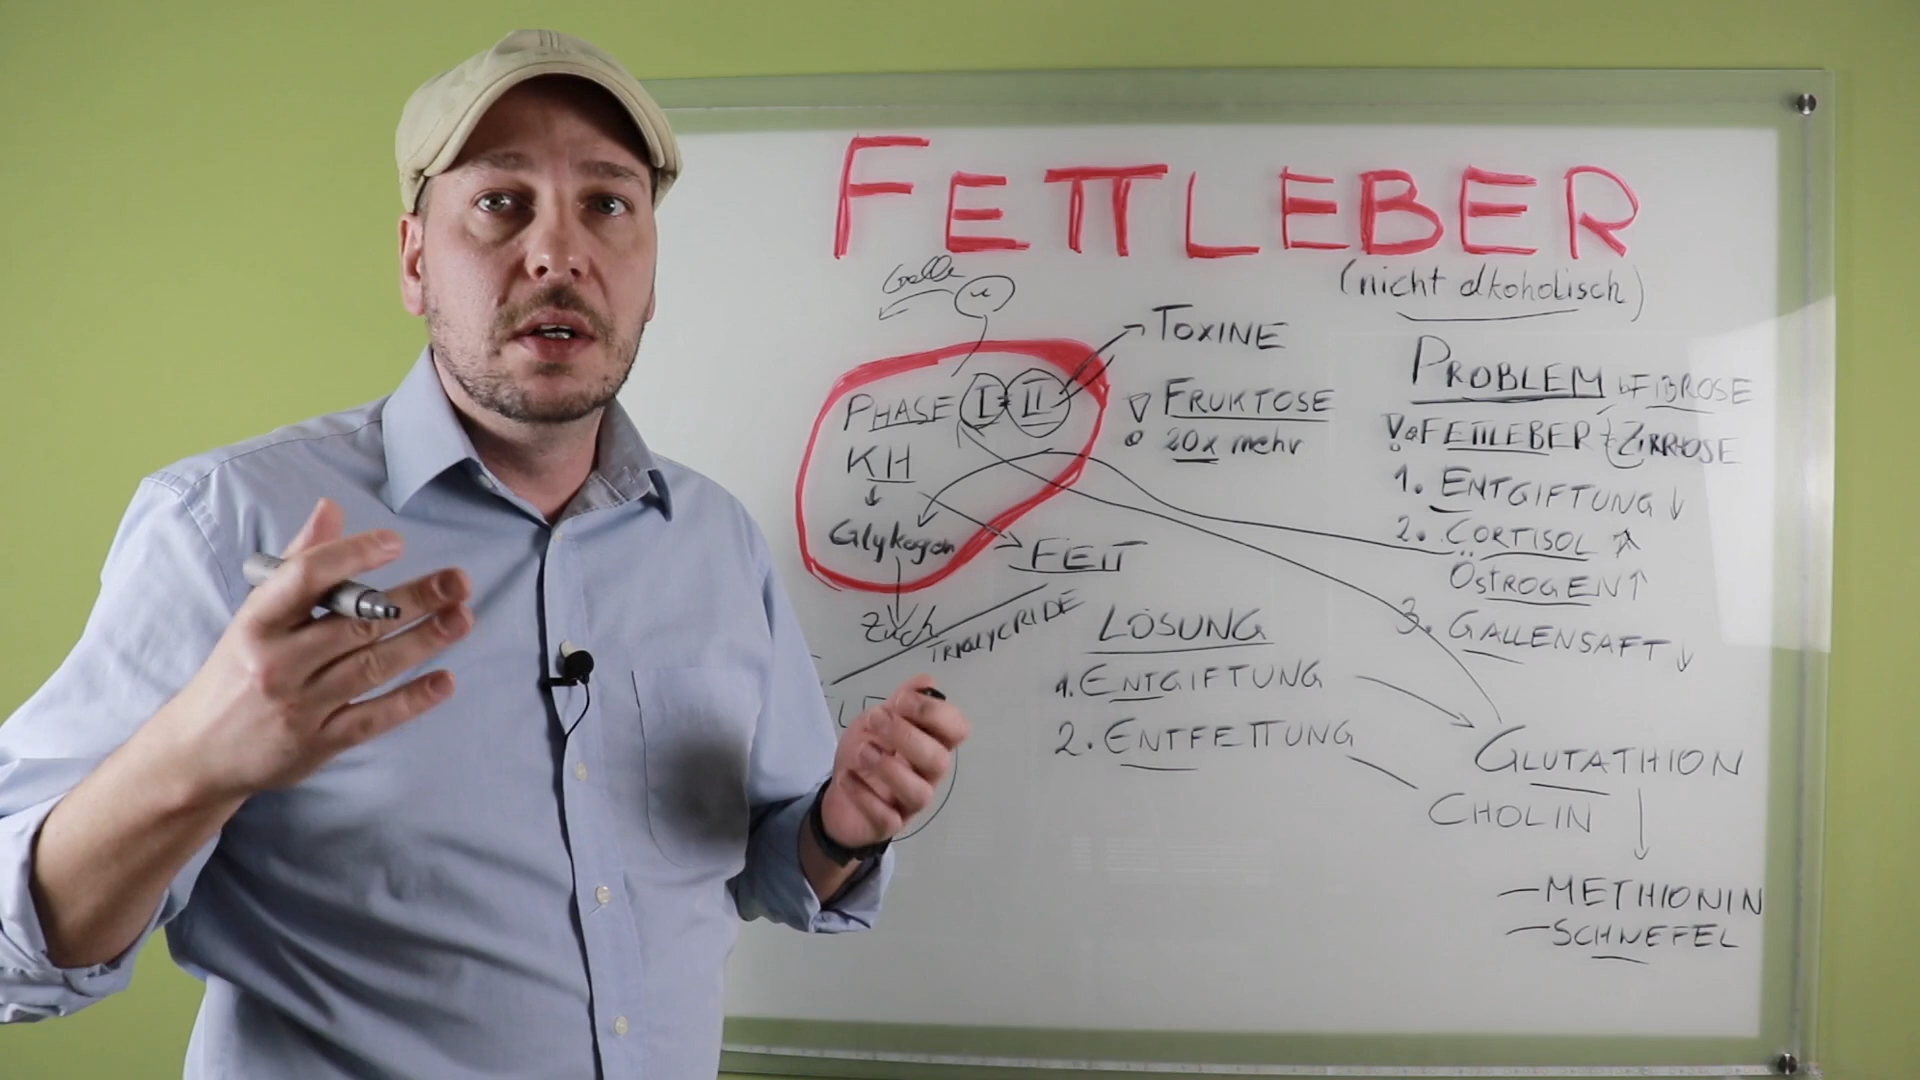 FETTLEBER
(nicht alkoholisch)
Galle
TOXINE
PHASE I II
KH
Glykogen
FETT
TRIGLYCRIDE
FRUKTOSE
20x mehr
PROBLEM
FIBROSE
FETTLEBER ZIRRHOSE
1. ENTGIFTUNG ↓
2. CORTISOL ↑
ÖSTROGEN ↑
3. GALLENSAFT ↓
LÖSUNG
1. ENTGIFTUNG
2. ENTFETTUNG
GLUTATHION
CHOLIN
- METHIONIN
- SCHWEFEL